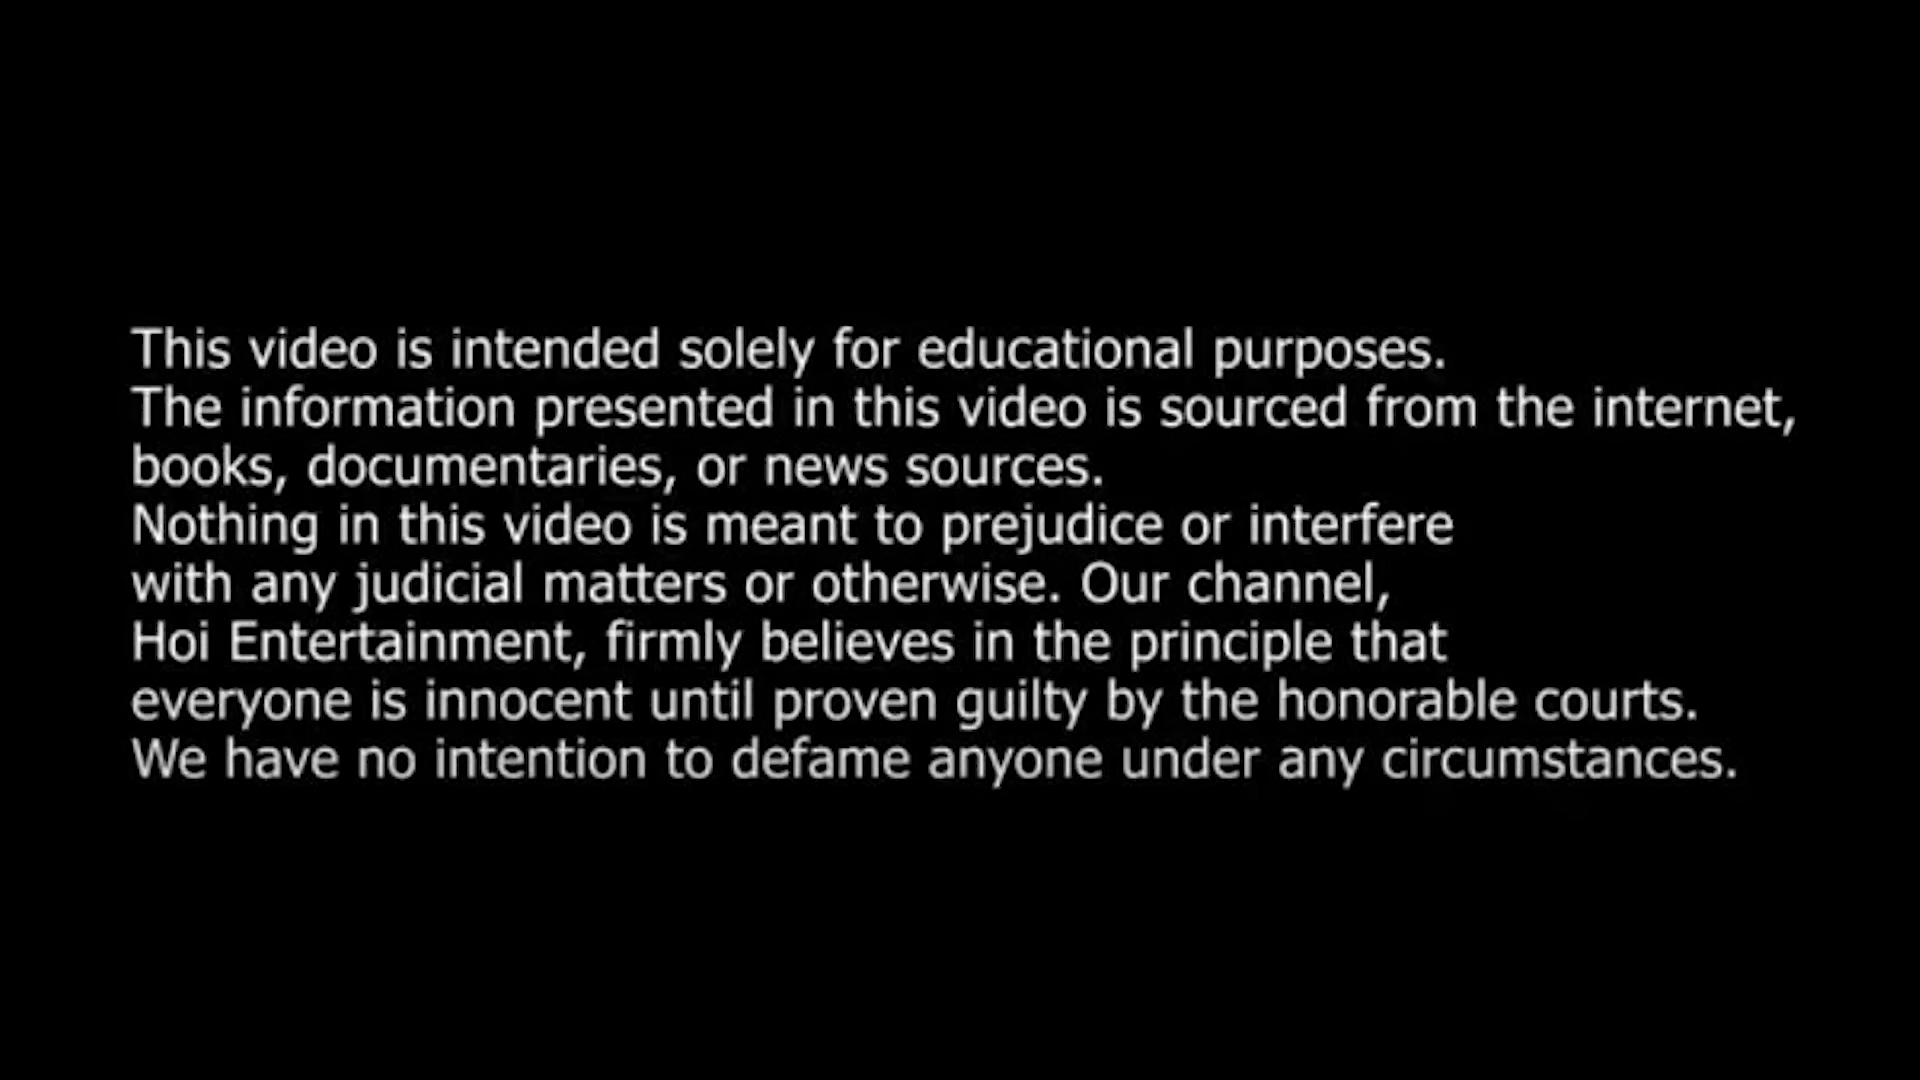 This video is intended solely for educational purposes.
The information presented in this video is sourced from the internet,
books, documentaries, or news sources.
Nothing in this video is meant to prejudice or interfere
with any judicial matters or otherwise. Our channel,
Hoi Entertainment, firmly believes in the principle that
everyone is innocent until proven guilty by the honorable courts.
We have no intention to defame anyone under any circumstances.